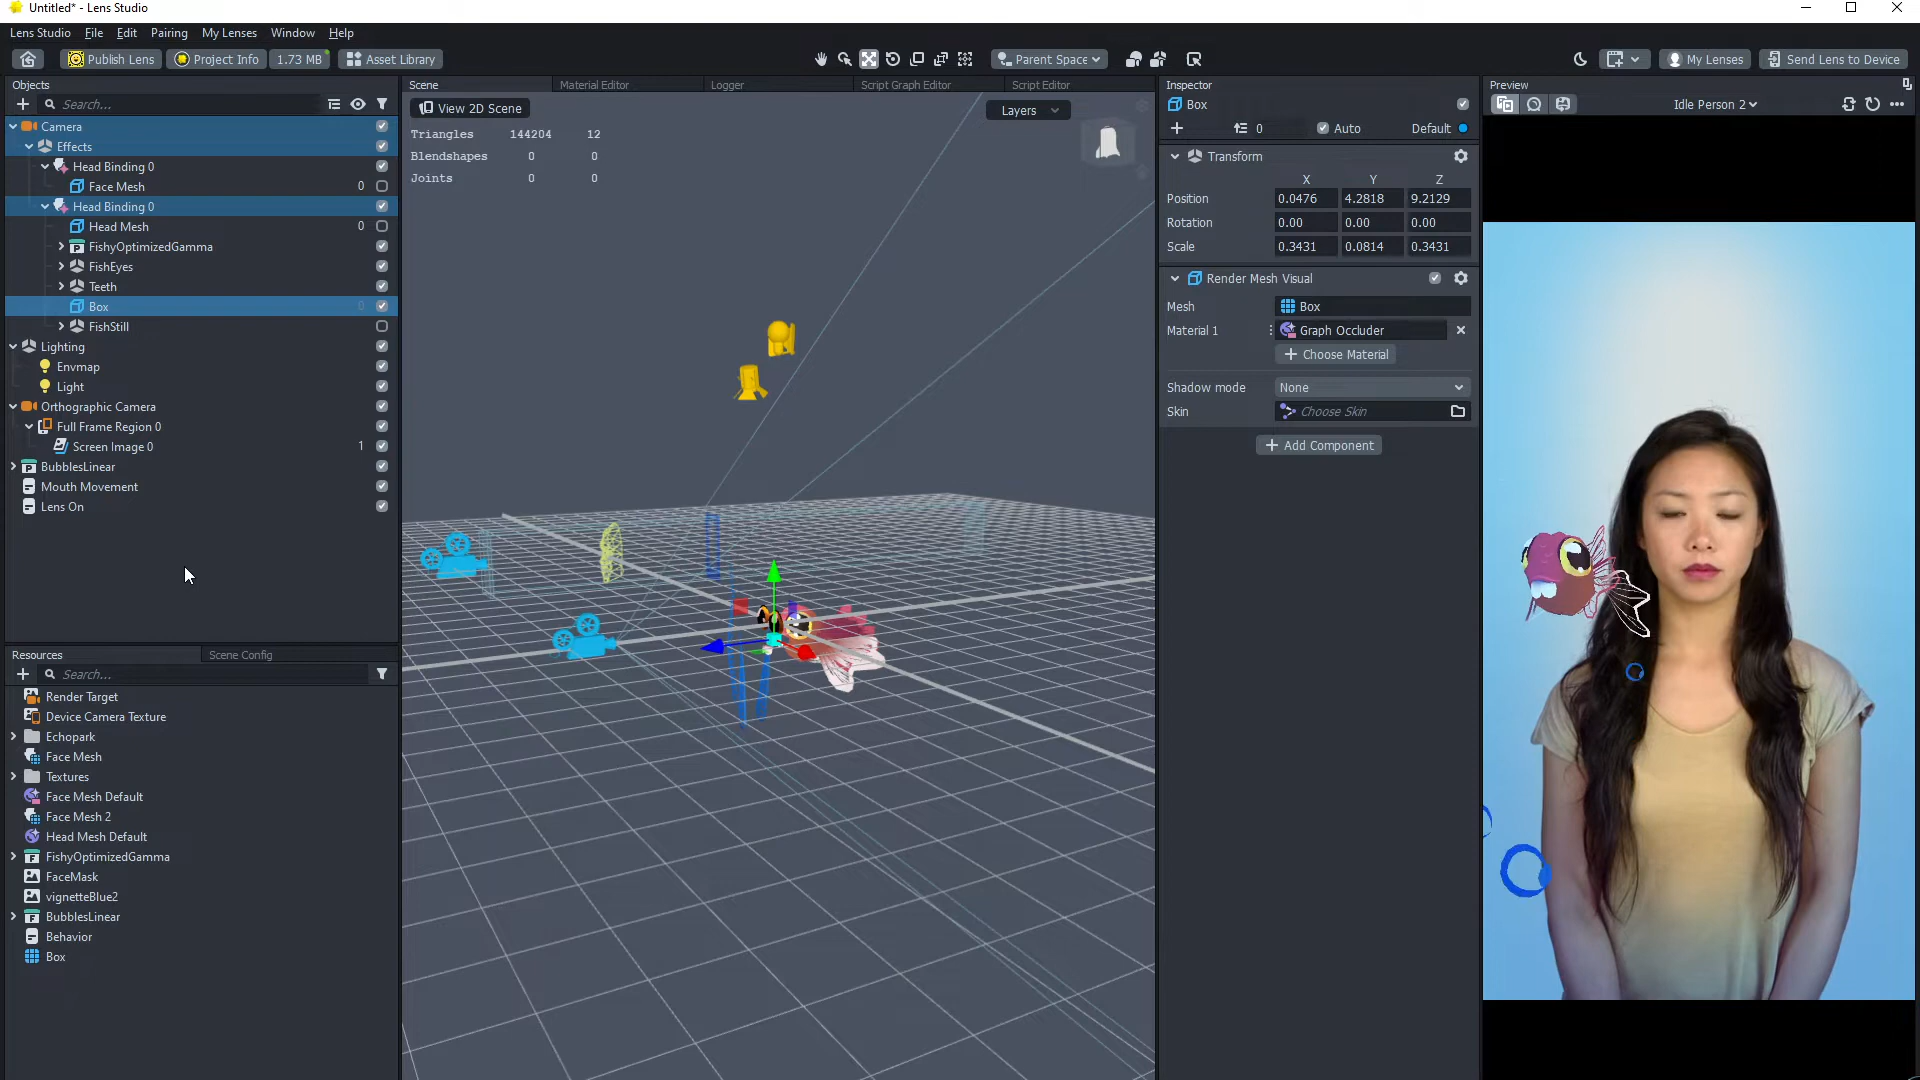 Untitled* - Lens Studio
Lens Studio File Edit Pairing My Lenses Window Help
Publish Lens Project Info 1.73 MB Asset Library Parent Space My Lenses Send Lens to Device
Objects
Search...
Camera
Effects
Head Binding 0
Face Mesh 0
Head Binding 0
Head Mesh 0
FishyOptimizedGamma
FishEyes
Teeth
Box 0
FishStill
Lighting
Envmap
Light
Orthographic Camera
Full Frame Region 0
Screen Image 0 1
BubblesLinear
Mouth Movement
Lens On
Resources Scene Config
Search...
Render Target
Device Camera Texture
Echopark
Face Mesh
Textures
Face Mesh Default
Face Mesh 2
Head Mesh Default
FishyOptimizedGamma
FaceMask
vignetteBlue2
BubblesLinear
Behavior
Box
Scene Material Editor Logger Script Graph Editor Script Editor
View 2D Scene Layers
Triangles 144204 12
Blendshapes 0 0
Joints 0 0
Inspector
Box
0 Auto Default
Transform
X Y Z
Position 0.0476 4.2818 9.2129
Rotation 0.00 0.00 0.00
Scale 0.3431 0.0814 0.3431
Render Mesh Visual
Mesh Box
Material 1 Graph Occluder
Choose Material
Shadow mode None
Skin Choose Skin
Add Component
Preview
Idle Person 2